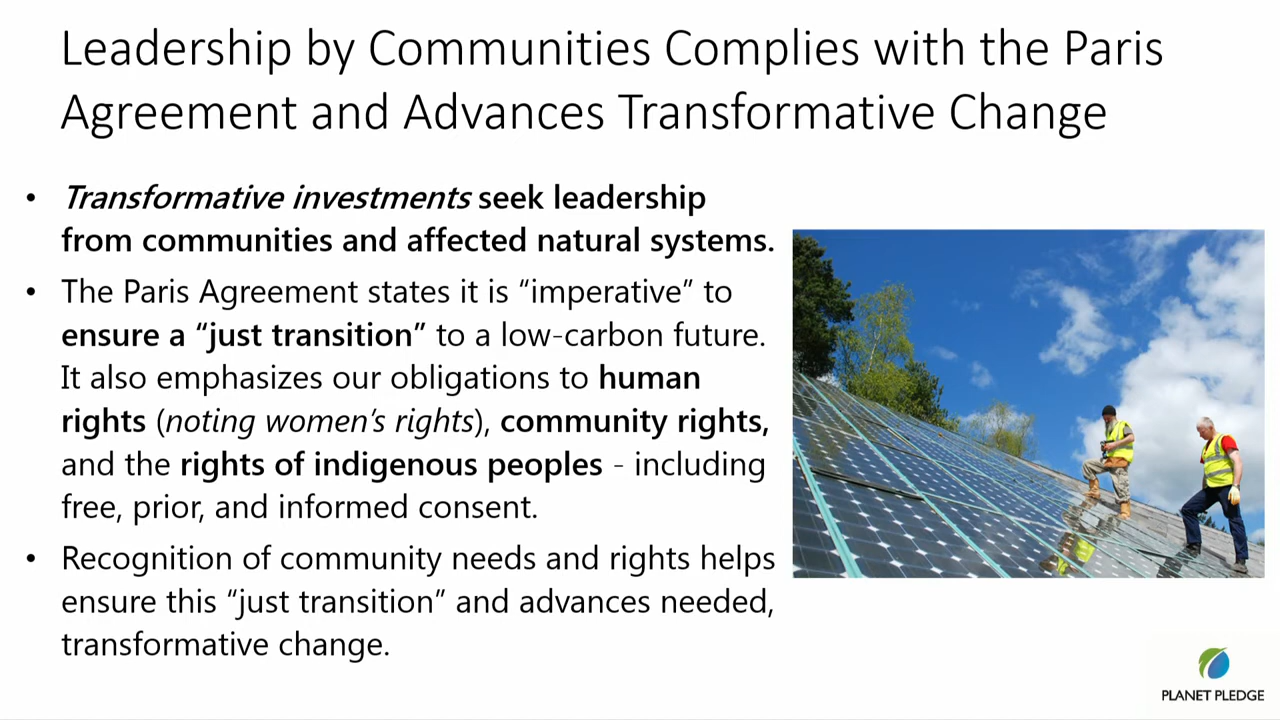 Leadership by Communities Complies with the Paris
Agreement and Advances Transformative Change
• Transformative investments seek leadership
from communities and affected natural systems.
• The Paris Agreement states it is “imperative” to
ensure a “just transition” to a low-carbon future.
It also emphasizes our obligations to human
rights (noting women’s rights), community rights,
and the rights of indigenous peoples - including
free, prior, and informed consent.
• Recognition of community needs and rights helps
ensure this “just transition” and advances needed,
transformative change.
PLANET PLEDGE